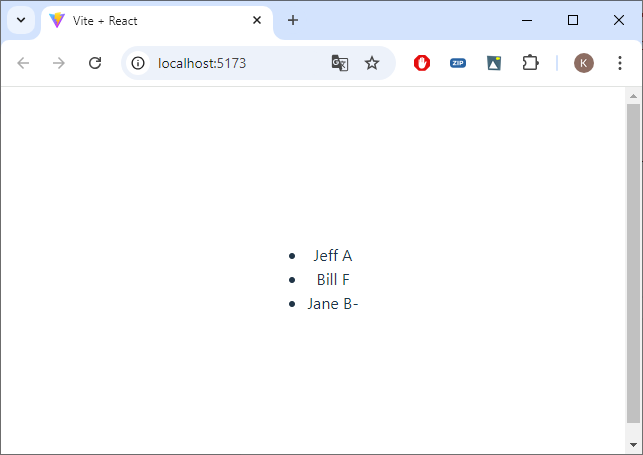 Vite + React
localhost:5173
ZIP
K
Jeff A
Bill F
Jane B-